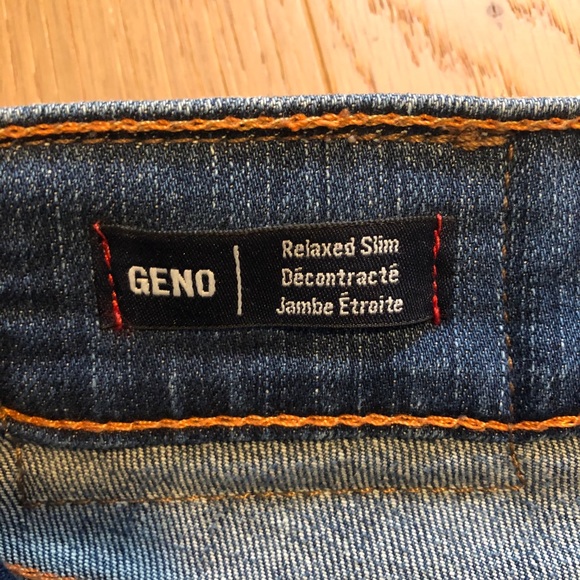 GENO
Relaxed Slim
Décontracté
Jambe Étroite